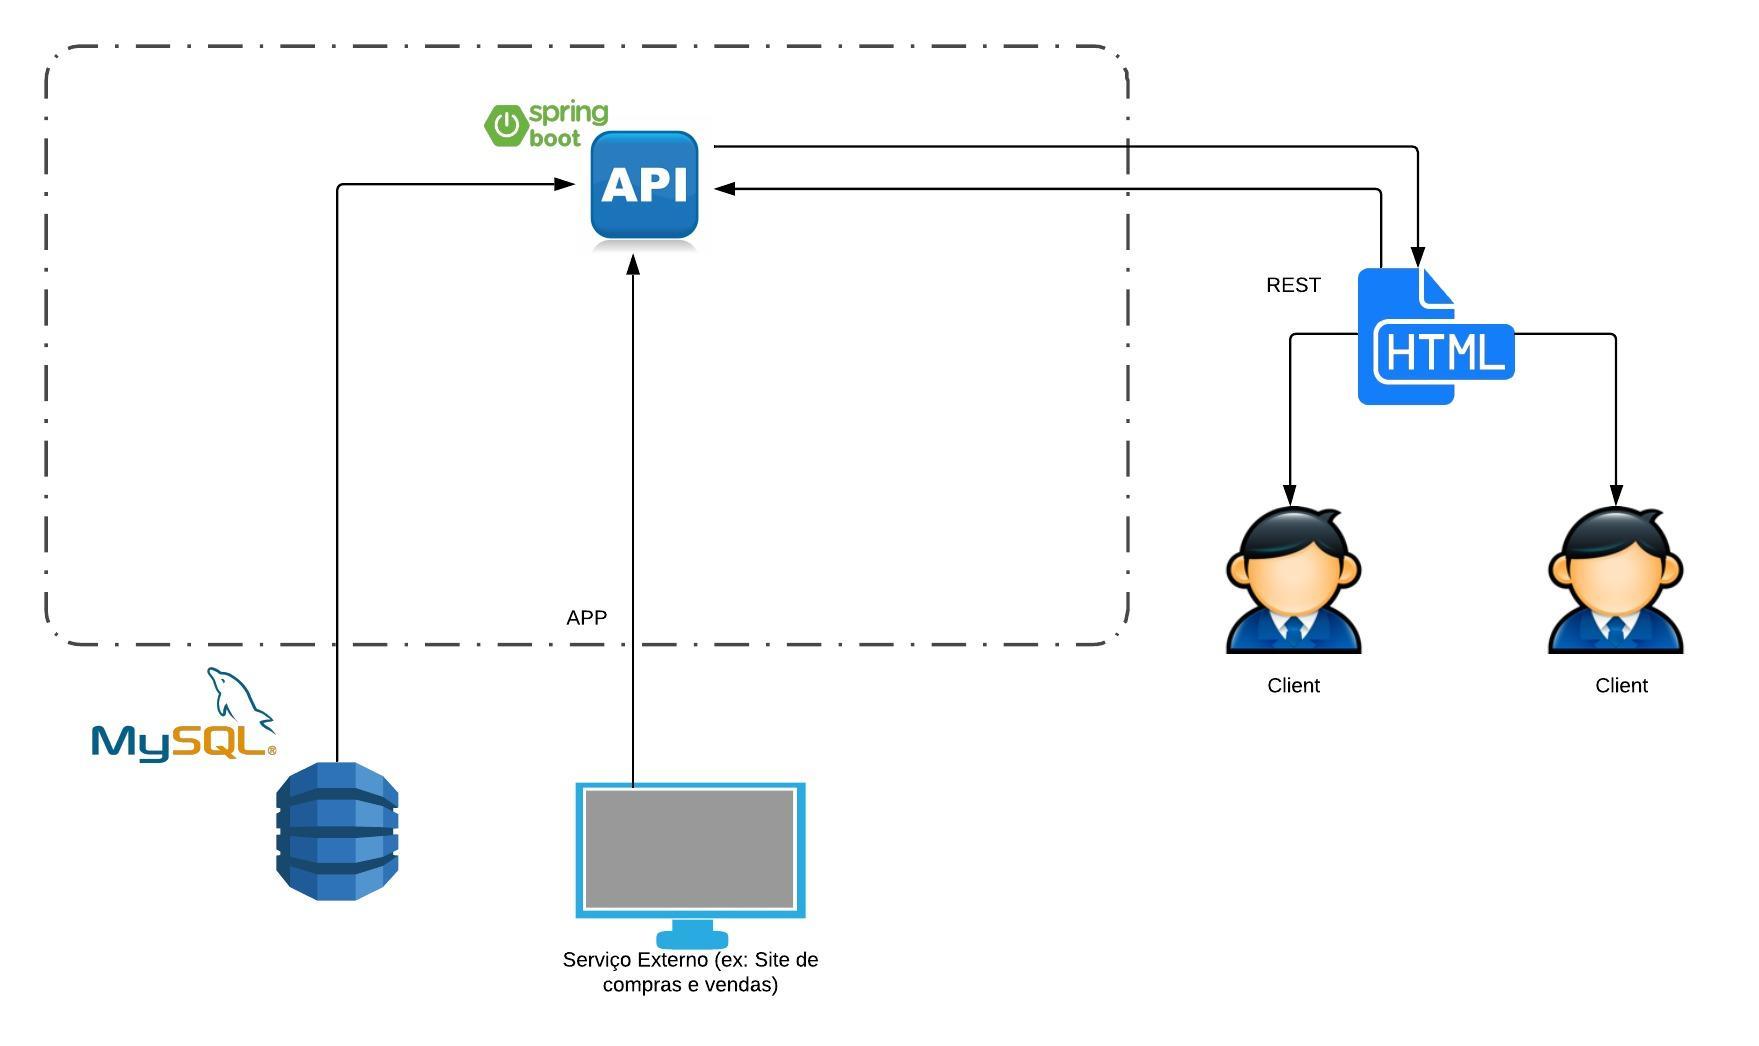 spring
boot
API
REST
HTML
APP
Client
Client
MySQL®
Serviço Externo (ex: Site de
compras e vendas)